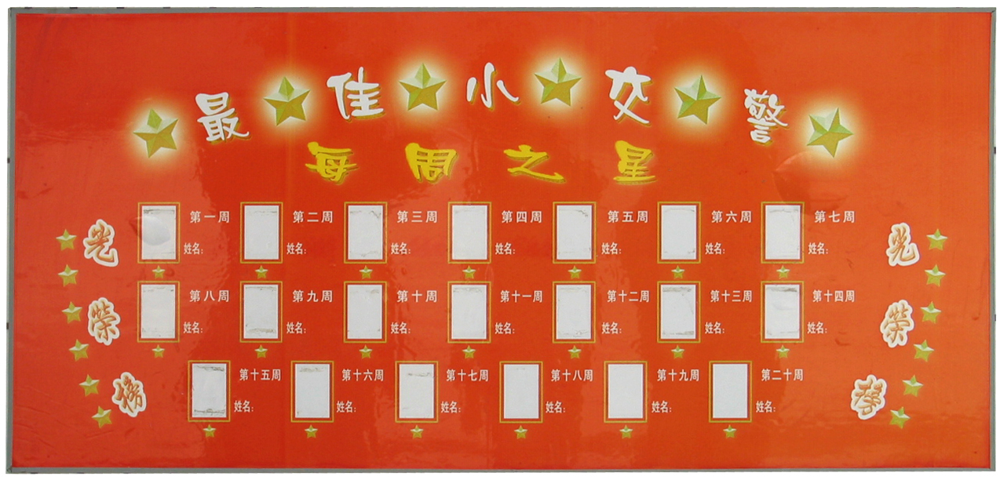 最佳小交警
每周之星
光荣榜
第一周 第二周 第三周 第四周 第五周 第六周 第七周
姓名: 姓名: 姓名: 姓名: 姓名: 姓名: 姓名:
第八周 第九周 第十周 第十一周 第十二周 第十三周 第十四周
姓名: 姓名: 姓名: 姓名: 姓名: 姓名: 姓名:
第十五周 第十六周 第十七周 第十八周 第十九周 第二十周
姓名: 姓名: 姓名: 姓名: 姓名: 姓名:
光荣榜